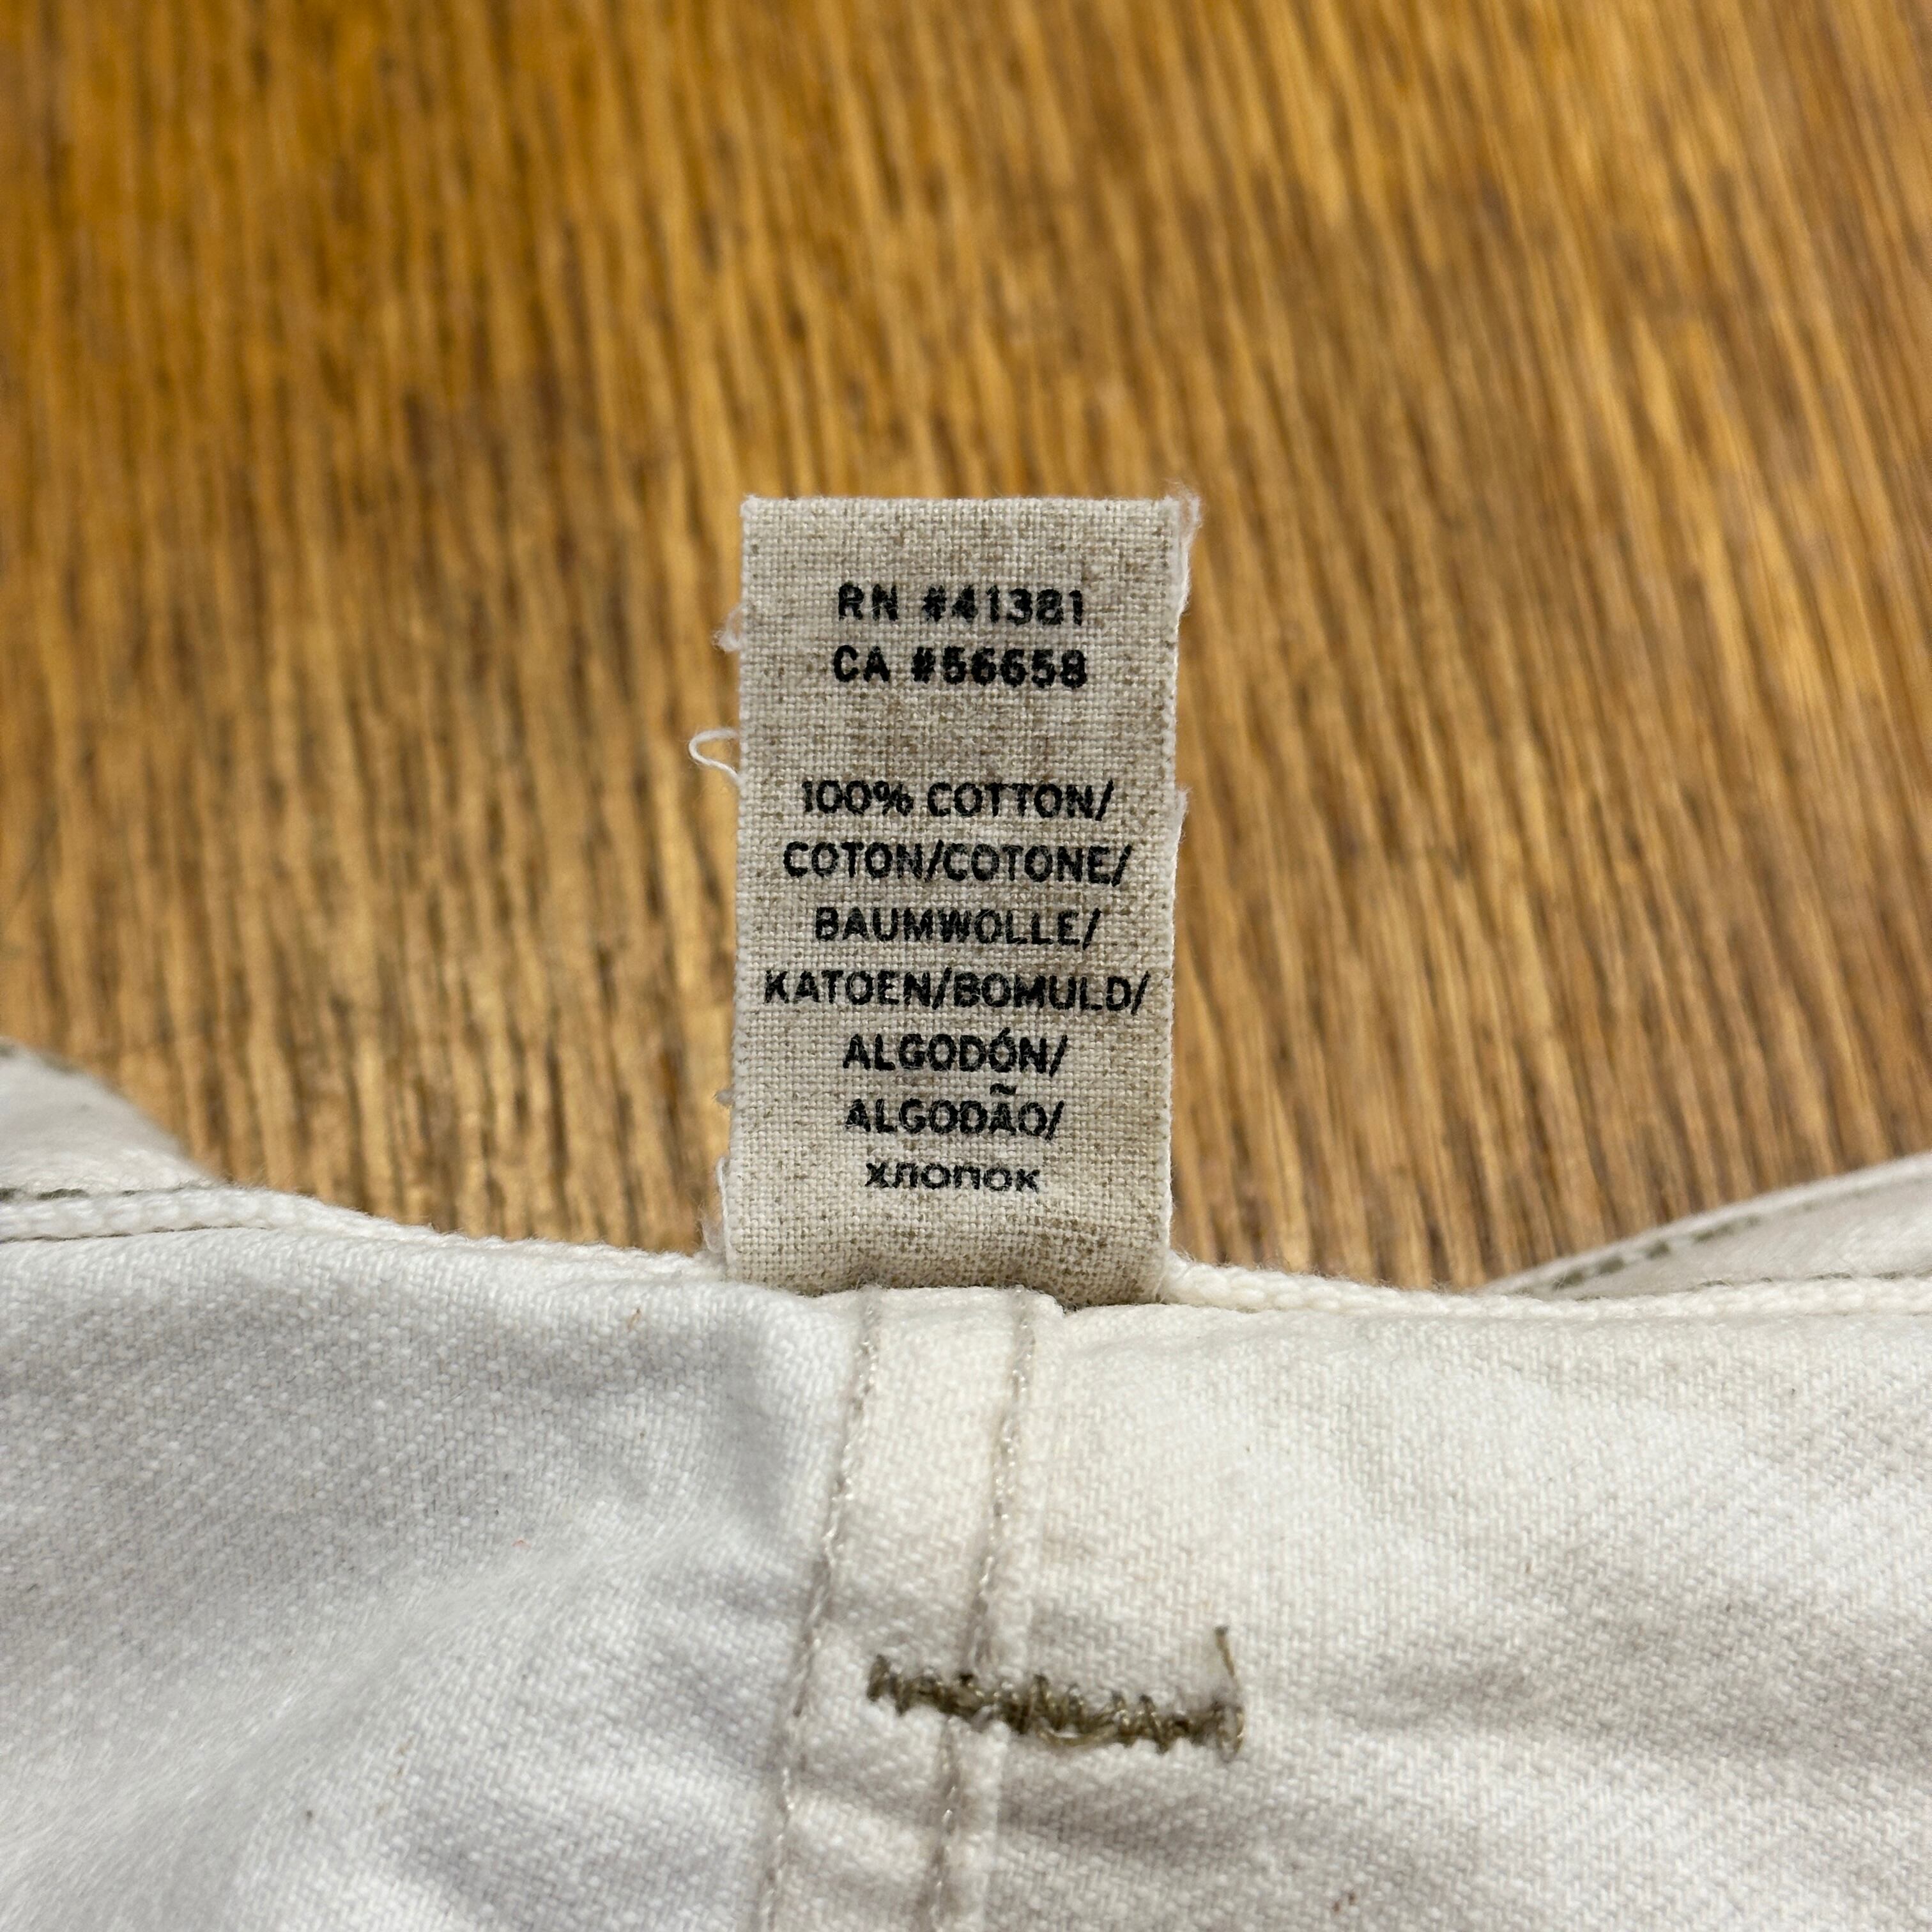 RN #41381
CA #56658
100% COTTON/
COTON/COTONE/
BAUMWOLLE/
KATOEN/BOMULD/
ALGODÓN/
ALGODÃO/
хлопок